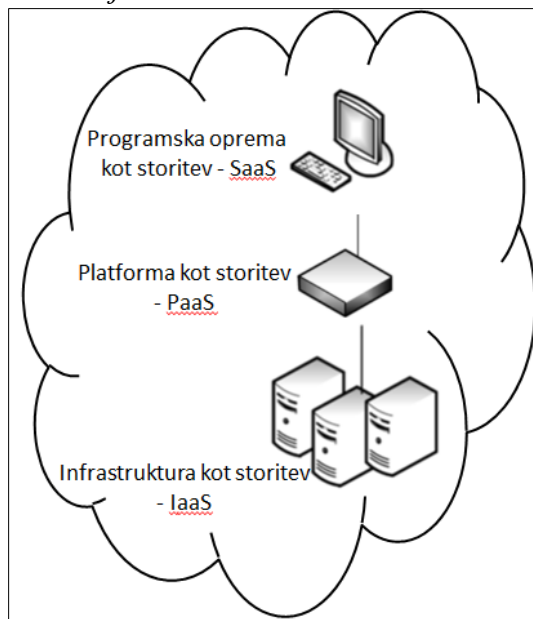 Programska oprema
kot storitev - SaaS
Platforma kot storitev
- PaaS
Infrastruktura kot storitev
- IaaS